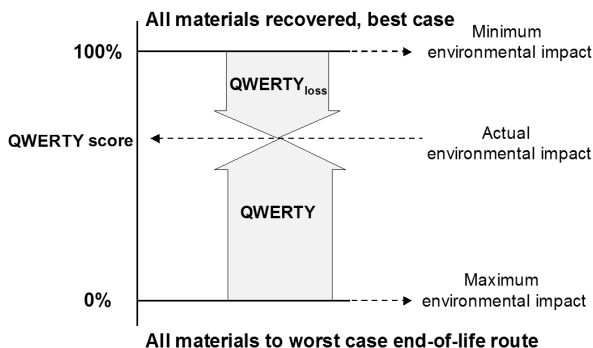 All materials recovered, best case
Minimum
environmental impact
100%
QWERTYloss
QWERTY score
Actual
environmental impact
QWERTY
Maximum
environmental impact
0%
All materials to worst case end-of-life route